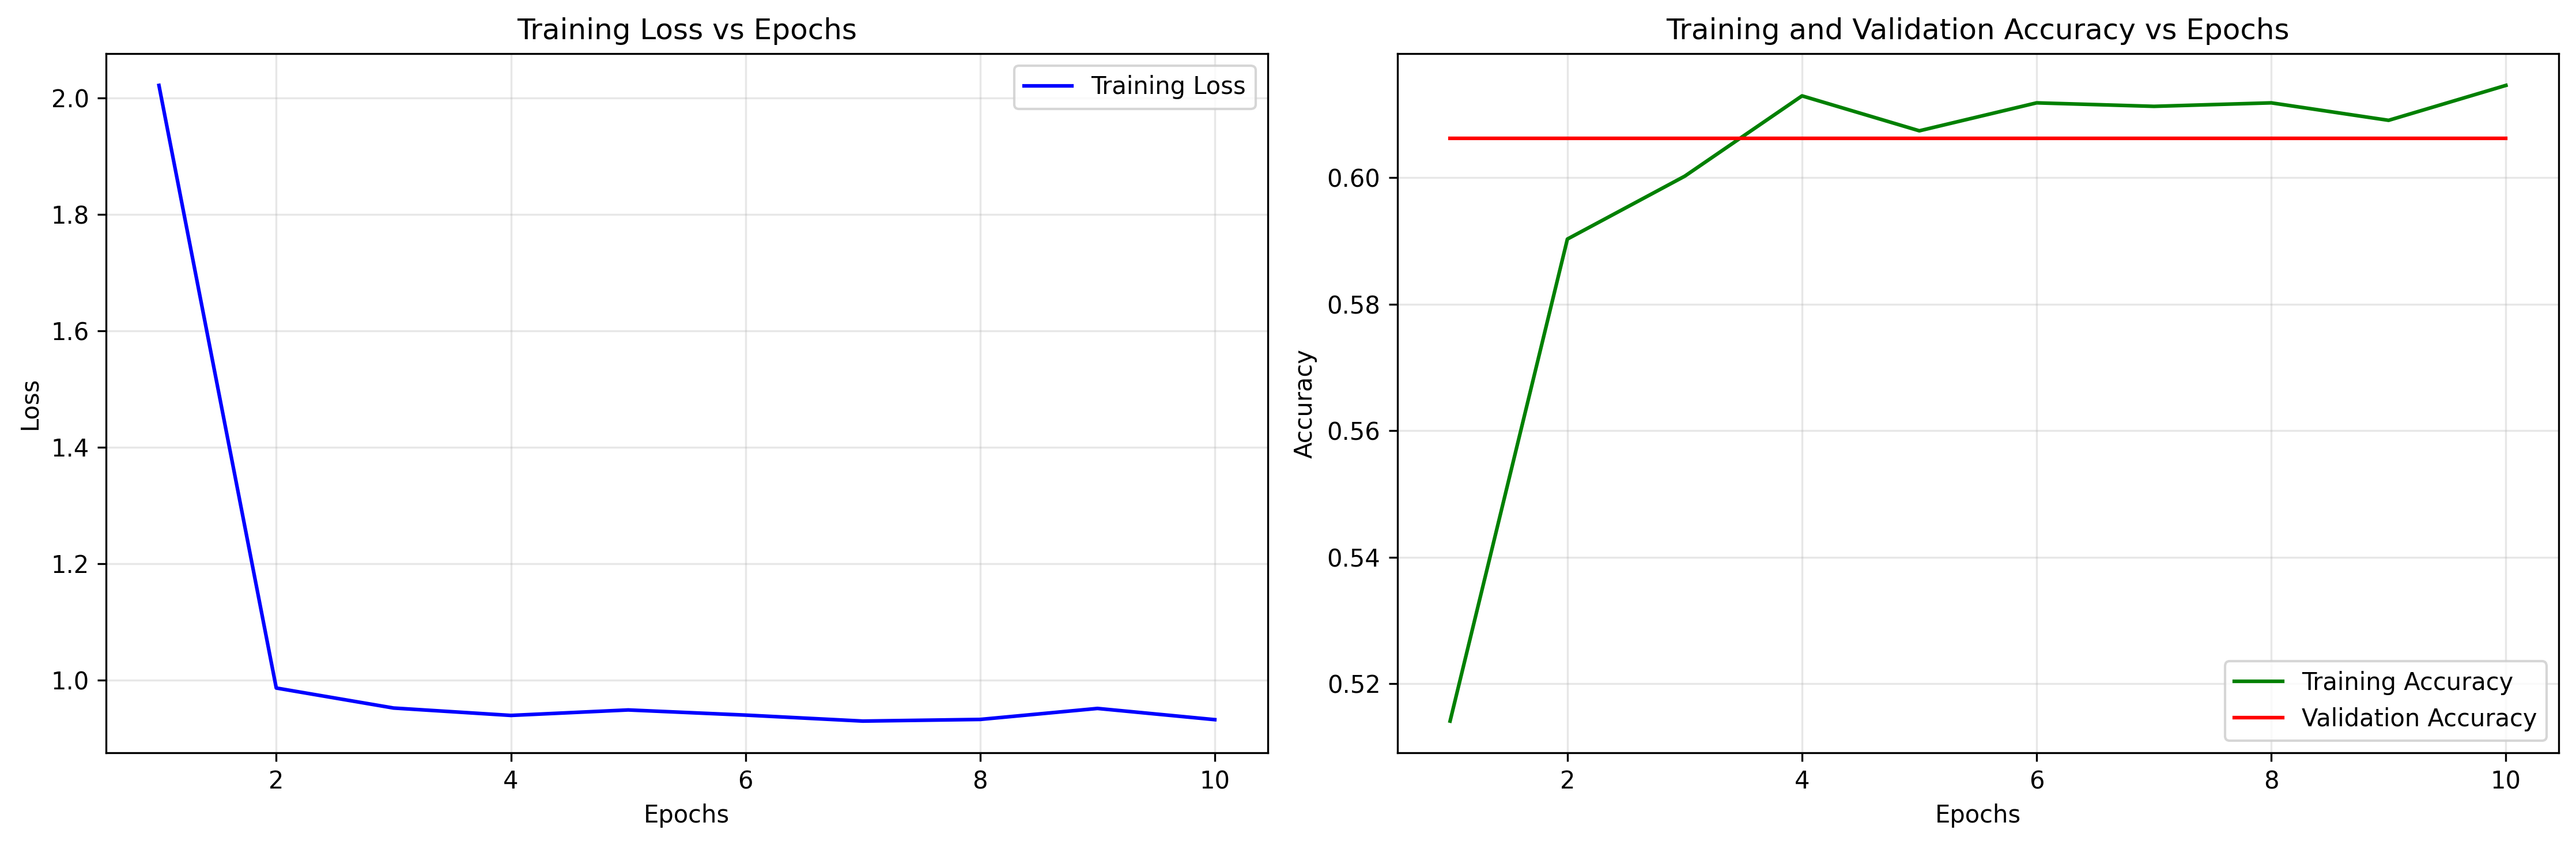 Training Loss vs Epochs
Training Loss
2.0
1.8
1.6
1.4
1.2
1.0
Loss
2
4
6
8
10
Epochs
Training and Validation Accuracy vs Epochs
0.60
0.58
0.56
0.54
0.52
Accuracy
Training Accuracy
Validation Accuracy
2
4
6
8
10
Epochs